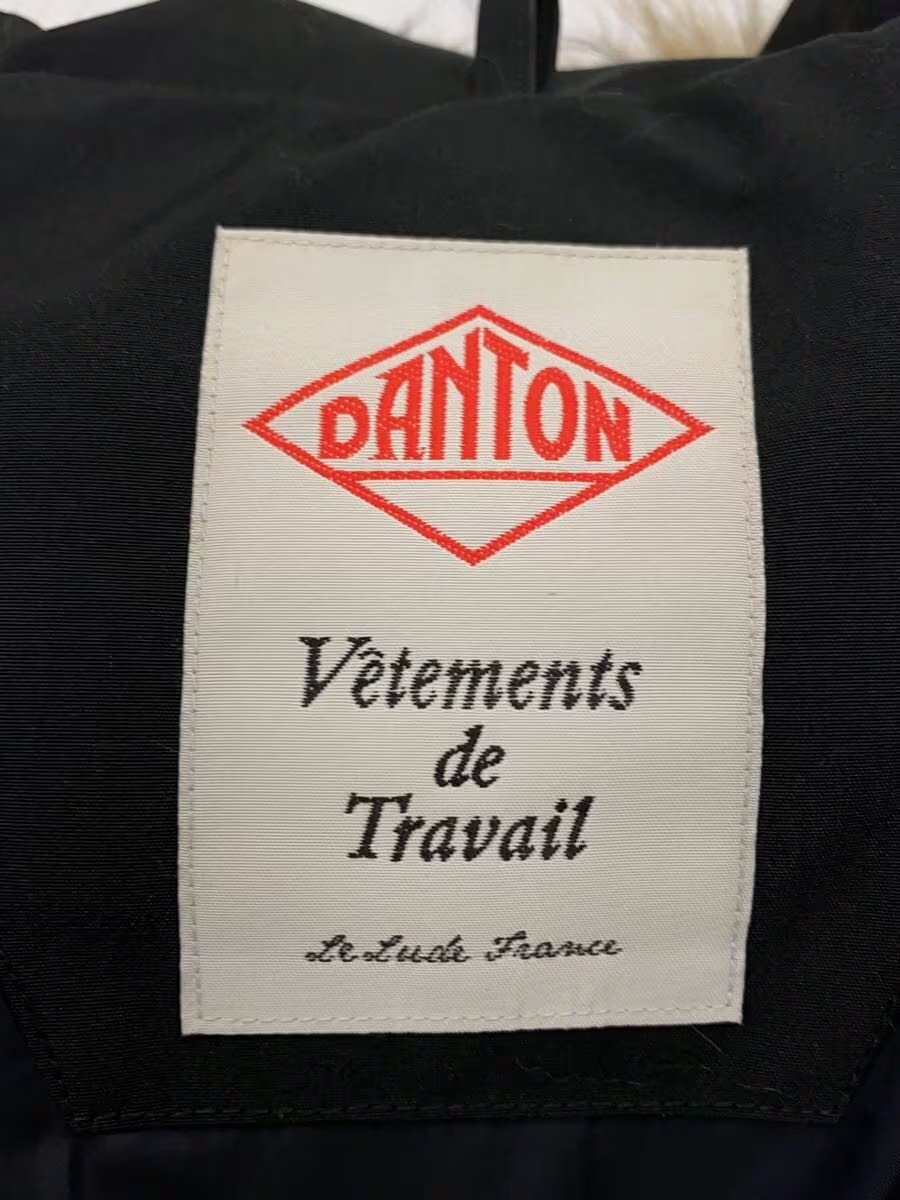 DANTON
Vêtements
de
Travail
Le Lude France